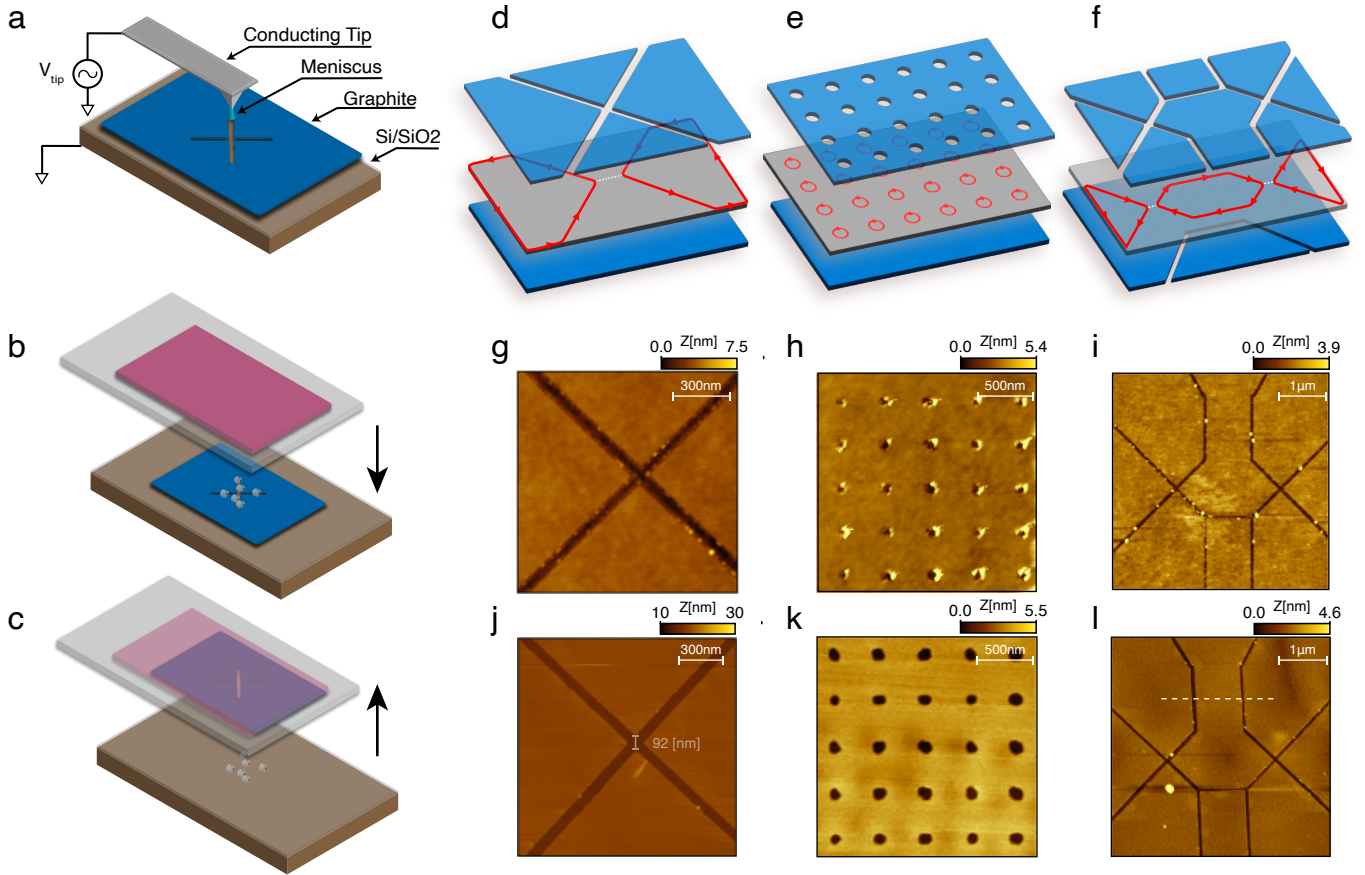 a
Conducting Tip
Meniscus
Graphite
Si/SiO2
Vtip
b
c
d
e
f
g
Z[nm]
0.0 7.5
300nm
h
Z[nm]
0.0 5.4
500nm
i
Z[nm]
0.0 3.9
1μm
j
Z[nm]
10 30
300nm
92 [nm]
k
Z[nm]
0.0 5.5
500nm
l
Z[nm]
0.0 4.6
1μm